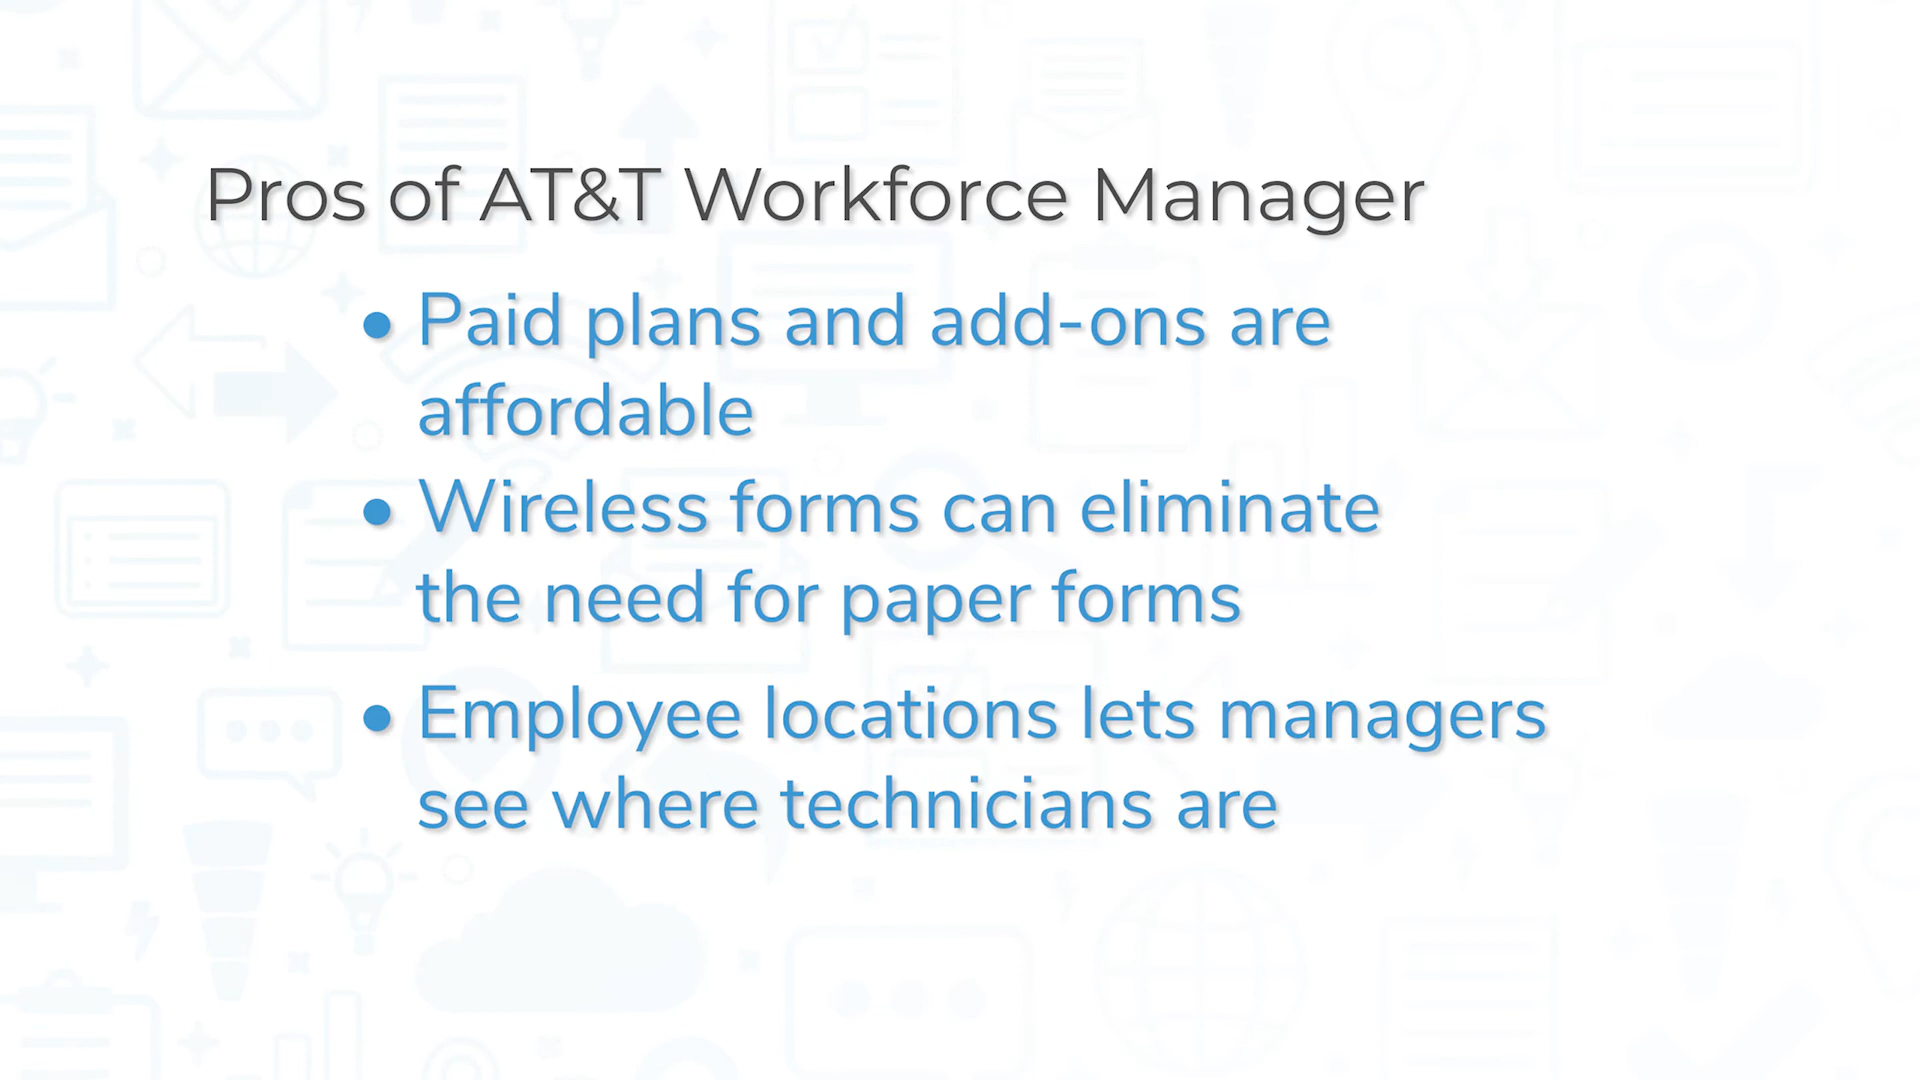 Pros of AT&T Workforce Manager
• Paid plans and add-ons are
affordable
• Wireless forms can eliminate
the need for paper forms
• Employee locations lets managers
see where technicians are